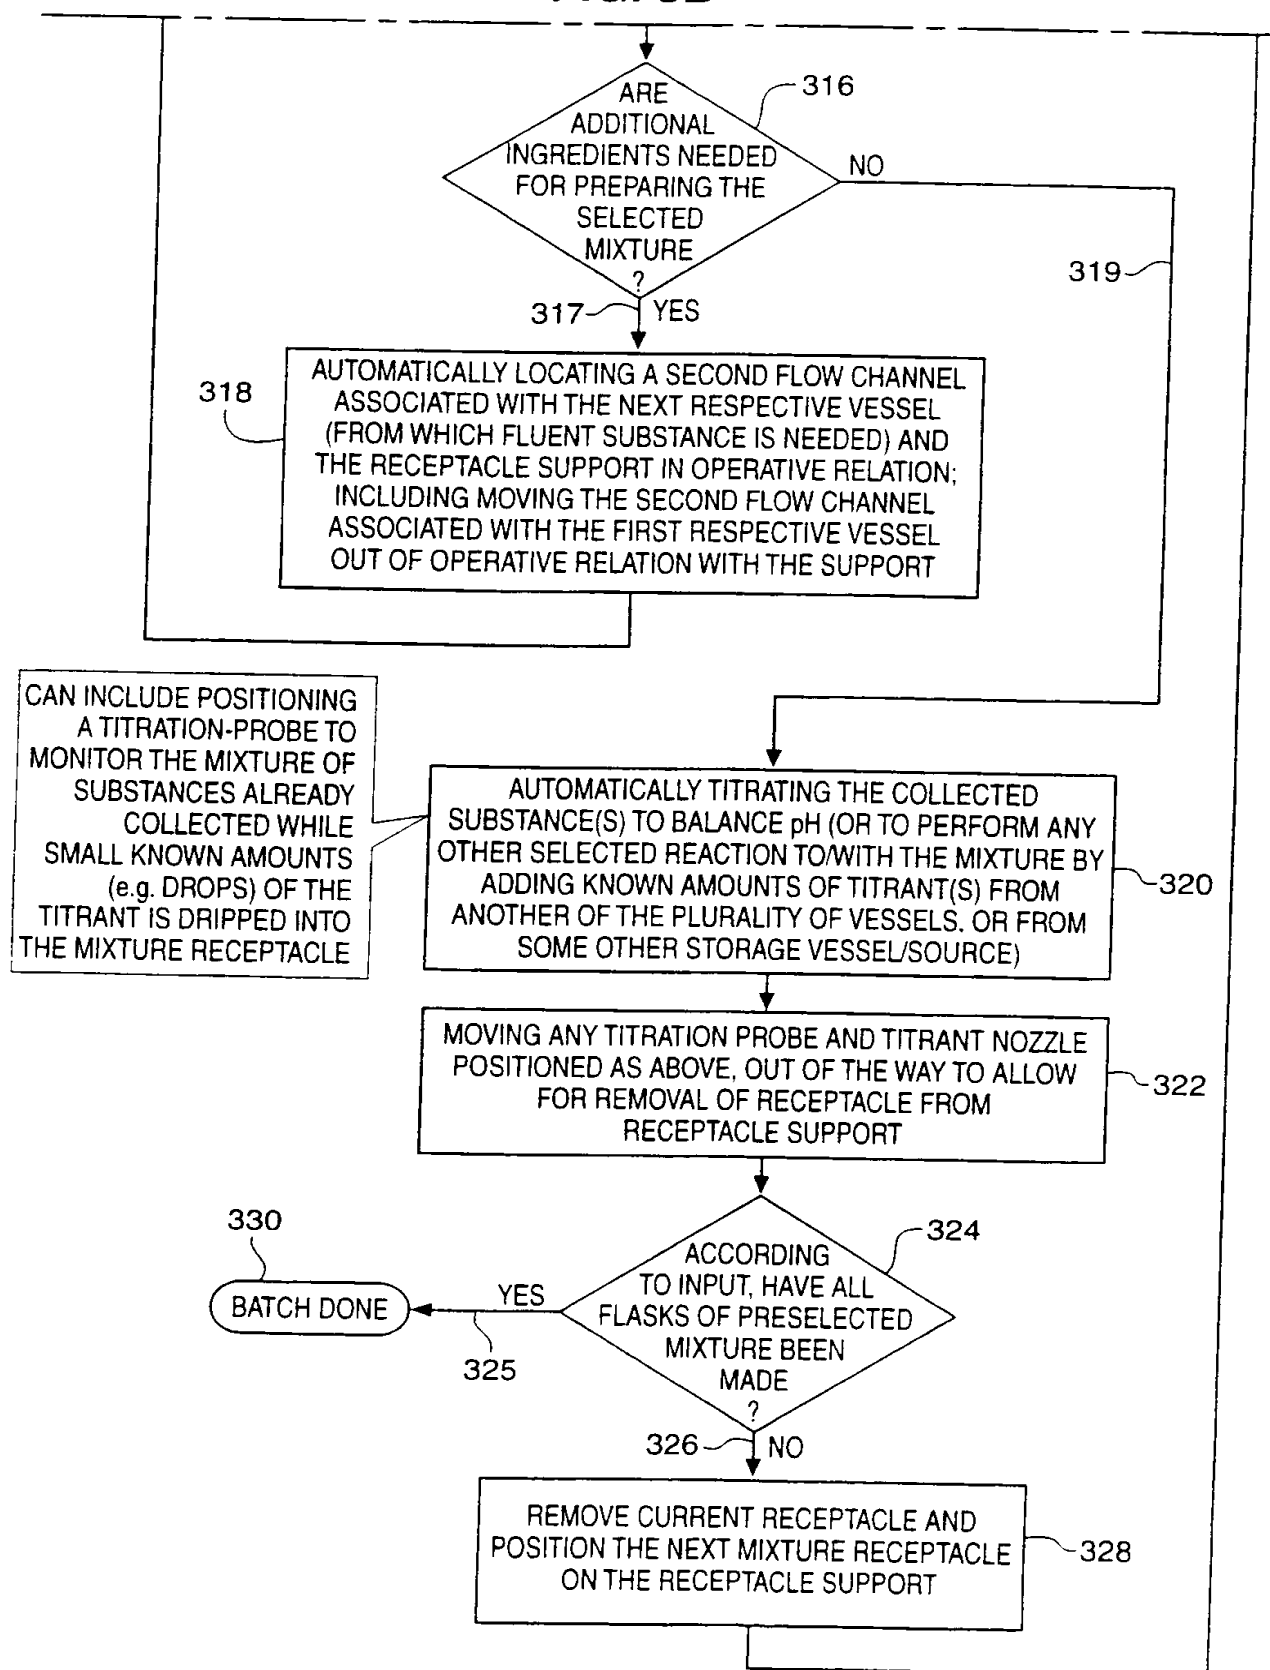 ARE
ADDITIONAL
INGREDIENTS NEEDED
FOR PREPARING THE
SELECTED
MIXTURE
?
316
NO
319
317
YES
318
AUTOMATICALLY LOCATING A SECOND FLOW CHANNEL
ASSOCIATED WITH THE NEXT RESPECTIVE VESSEL
(FROM WHICH FLUENT SUBSTANCE IS NEEDED) AND
THE RECEPTACLE SUPPORT IN OPERATIVE RELATION;
INCLUDING MOVING THE SECOND FLOW CHANNEL
ASSOCIATED WITH THE FIRST RESPECTIVE VESSEL
OUT OF OPERATIVE RELATION WITH THE SUPPORT
CAN INCLUDE POSITIONING
A TITRATION-PROBE TO
MONITOR THE MIXTURE OF
SUBSTANCES ALREADY
COLLECTED WHILE
SMALL KNOWN AMOUNTS
(e.g. DROPS) OF THE
TITRANT IS DRIPPED INTO
THE MIXTURE RECEPTACLE
AUTOMATICALLY TITRATING THE COLLECTED
SUBSTANCE(S) TO BALANCE pH (OR TO PERFORM ANY
OTHER SELECTED REACTION TO/WITH THE MIXTURE BY
ADDING KNOWN AMOUNTS OF TITRANT(S) FROM
ANOTHER OF THE PLURALITY OF VESSELS. OR FROM
SOME OTHER STORAGE VESSEL/SOURCE)
320
MOVING ANY TITRATION PROBE AND TITRANT NOZZLE
POSITIONED AS ABOVE, OUT OF THE WAY TO ALLOW
FOR REMOVAL OF RECEPTACLE FROM
RECEPTACLE SUPPORT
322
330
BATCH DONE
YES
325
ACCORDING
TO INPUT, HAVE ALL
FLASKS OF PRESELECTED
MIXTURE BEEN
MADE
?
324
326
NO
REMOVE CURRENT RECEPTACLE AND
POSITION THE NEXT MIXTURE RECEPTACLE
ON THE RECEPTACLE SUPPORT
328